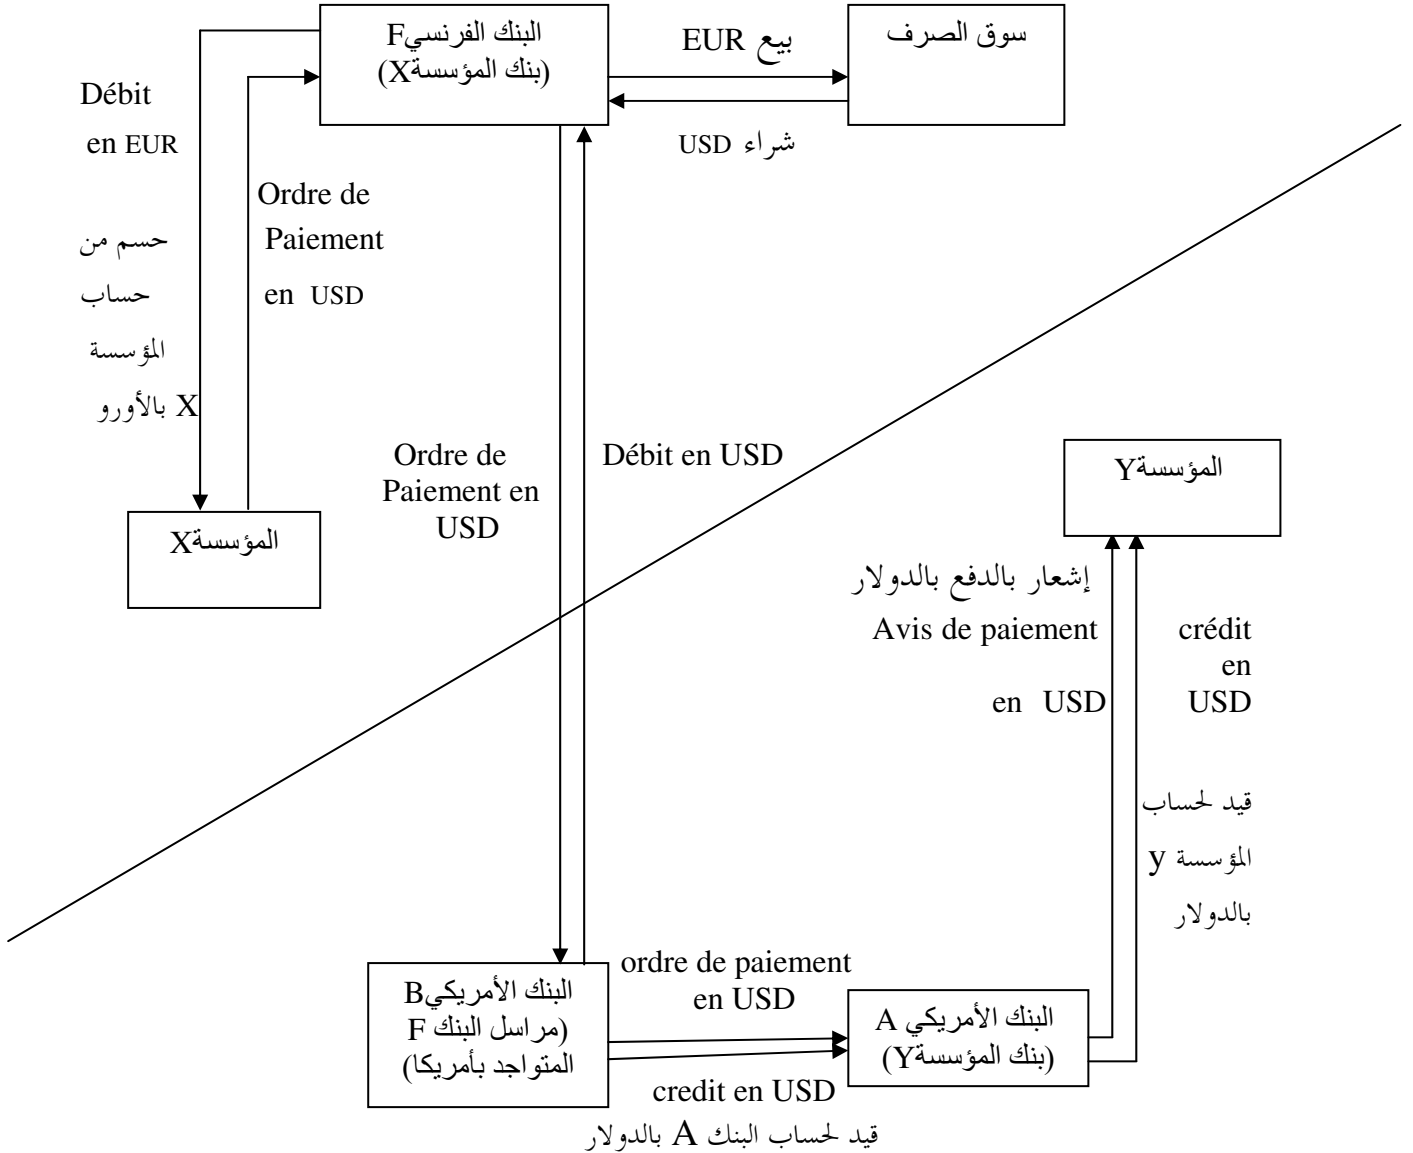 البنك الفرنسيF
(بنك المؤسسةX)
بيع EUR
سوق الصرف
شراء USD
Débit
en EUR
حسم من
حساب
المؤسسة
X بالأورو
Ordre de
Paiement
en USD
المؤسسةX
Ordre de
Paiement en
USD
Débit en USD
المؤسسةY
إشعار بالدفع بالدولار
Avis de paiement
en USD
crédit
en
USD
قيد لحساب
المؤسسة y
بالدولار
البنك الأمريكيB
(مراسل البنك F
المتواجد بأمريكا)
ordre de paiement
en USD
credit en USD
قيد لحساب البنك A بالدولار
البنك الأمريكي A
(بنك المؤسسةY)